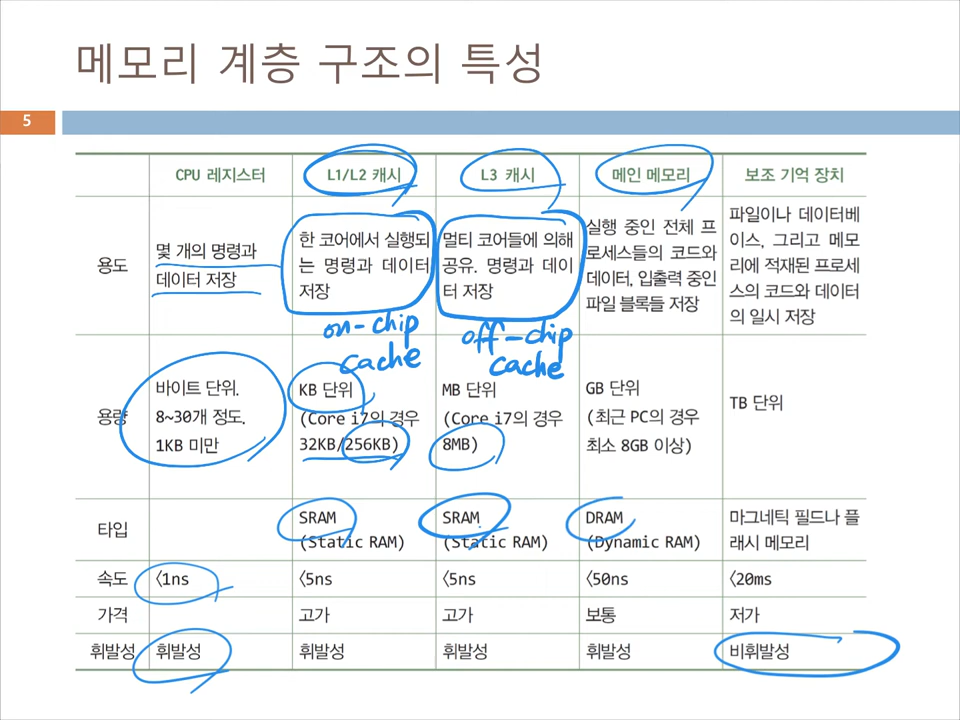 메모리 계층 구조의 특성
5
CPU 레지스터
L1/L2 캐시
L3 캐시
메인 메모리
보조 기억 장치
용도
몇 개의 명령과
데이터 저장
한 코어에서 실행되
는 명령과 데이터
저장
on-chip
cache
멀티 코어들에 의해
공유. 명령과 데이
터 저장
off-chip
cache
실행 중인 전체 프
로세스들의 코드와
데이터, 입출력 중인
파일 블록들 저장
파일이나 데이터베
이스, 그리고 메모
리에 적재된 프로세
스의 코드와 데이터
의 일시 저장
용량
바이트 단위.
8~30개 정도.
1KB 미만
KB 단위
(Core i7의 경우
32KB/256KB)
MB 단위
(Core i7의 경우
8MB)
GB 단위
(최근 PC의 경우
최소 8GB 이상)
TB 단위
타입
SRAM
(Static RAM)
SRAM
(Static RAM)
DRAM
(Dynamic RAM)
마그네틱 필드나 플
래시 메모리
속도
<1ns
<5ns
<5ns
<50ns
<20ms
가격
고가
고가
보통
저가
휘발성
휘발성
휘발성
휘발성
휘발성
비휘발성